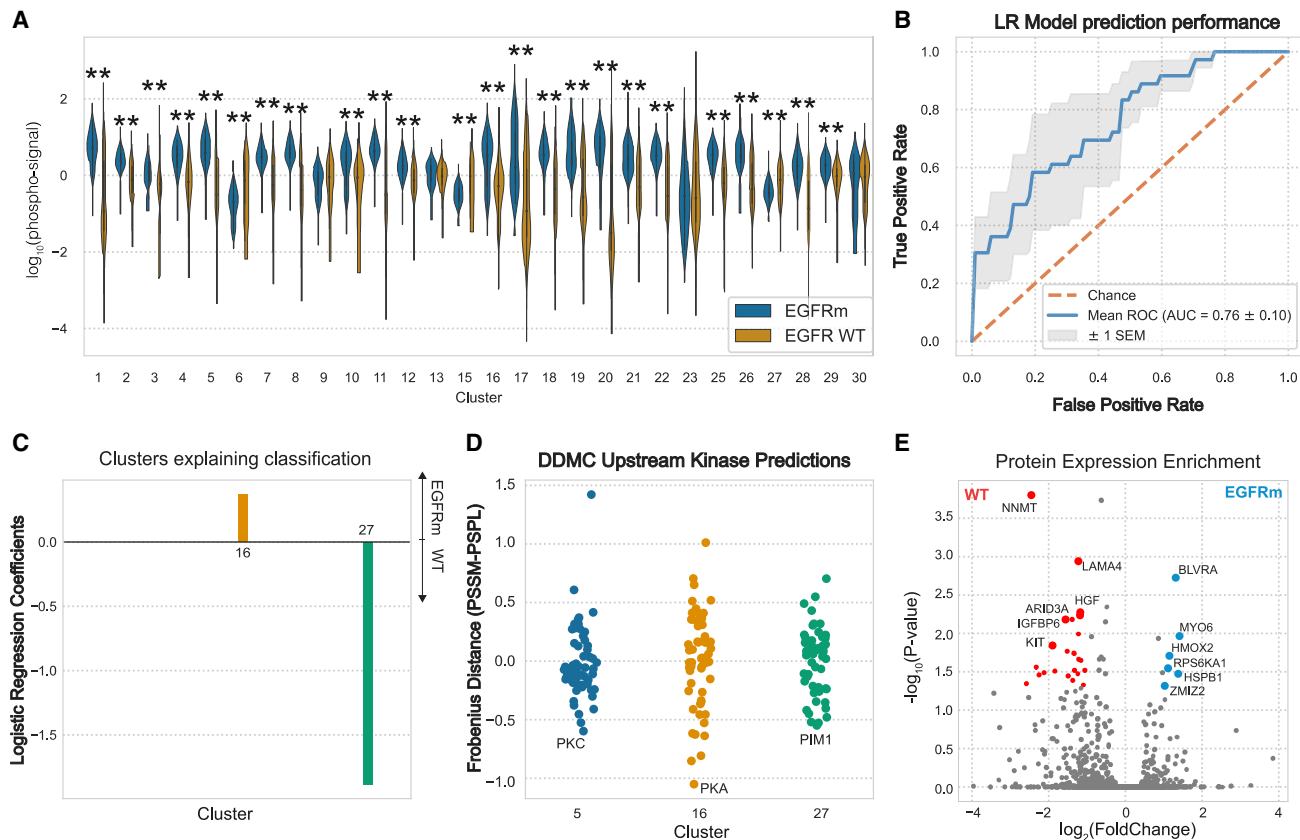 A
** ** ** ** ** ** ** ** ** ** ** ** ** ** ** ** ** ** ** ** ** ** ** ** **
log₁₀(phospho-signal)
2
0
−2
−4
EGFRm
EGFR WT
1 2 3 4 5 6 7 8 9 10 11 12 13 15 16 17 18 19 20 21 22 23 25 26 27 28 29 30
Cluster
B
LR Model prediction performance
True Positive Rate
1.0
0.8
0.6
0.4
0.2
0.0
Chance
Mean ROC (AUC = 0.76 ± 0.10)
± 1 SEM
0.0 0.2 0.4 0.6 0.8 1.0
False Positive Rate
C
Clusters explaining classification
Logistic Regression Coefficients
0.0
−0.5
−1.0
−1.5
16
27
EGFRm
WT
Cluster
D
DDMC Upstream Kinase Predictions
Frobenius Distance (PSSM-PSPL)
1.5
1.0
0.5
0.0
−0.5
−1.0
PKC
PKA
PIM1
5 16 27
Cluster
E
Protein Expression Enrichment
-log₁₀(P-value)
3.5
3.0
2.5
2.0
1.5
1.0
0.5
0.0
WT
EGFRm
NNMT
LAMA4
BLVRA
HGF
ARID3A
IGFBP6
KIT
MYO6
HMOX2
RPS6KA1
HSPB1
ZMIZ2
−4 −2 0 2 4
log₂(FoldChange)